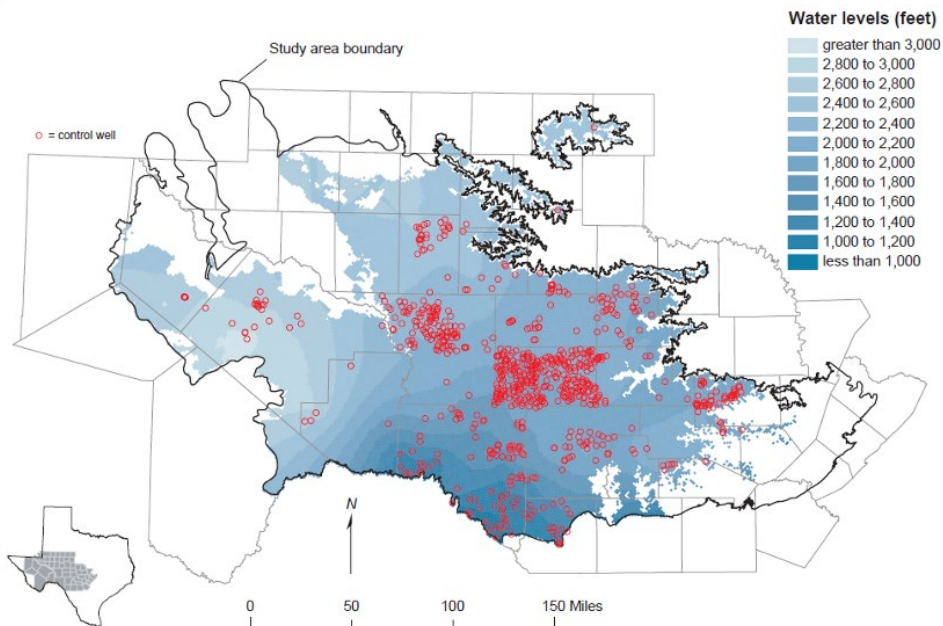 Water levels (feet)
greater than 3,000
2,800 to 3,000
2,600 to 2,800
2,400 to 2,600
2,200 to 2,400
2,000 to 2,200
1,800 to 2,000
1,600 to 1,800
1,400 to 1,600
1,200 to 1,400
1,000 to 1,200
less than 1,000
Study area boundary
= control well
N
0 50 100 150 Miles